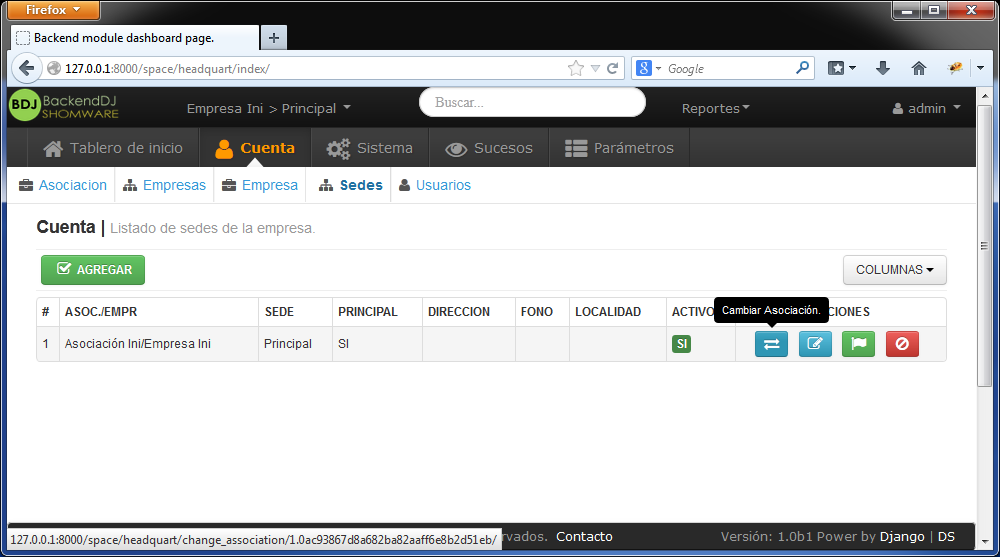 Firefox
Backend module dashboard page.
127.0.0.1:8000/space/headquart/index/
Google
BDJ BackendDJ SHOMWARE
Empresa Ini > Principal
Buscar...
Reportes
admin
Tablero de inicio
Cuenta
Sistema
Sucesos
Parámetros
Asociacion
Empresas
Empresa
Sedes
Usuarios
Cuenta | Listado de sedes de la empresa.
AGREGAR
COLUMNAS
Cambiar Asociación.
# ASOC./EMPR SEDE PRINCIPAL DIRECCION FONO LOCALIDAD ACTIVO CIONES
1 Asociación Ini/Empresa Ini Principal SI SI
127.0.0.1:8000/space/headquart/change_association/1.0ac93867d8a682ba82aaff6e8b2d51eb/
rvados. Contacto
Versión: 1.0b1 Power by Django | DS